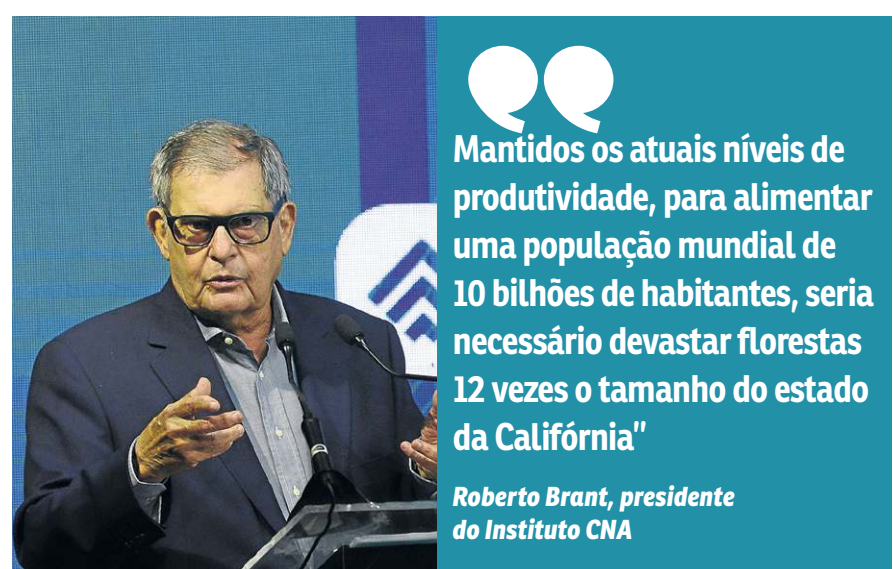 Mantidos os atuais níveis de
produtividade, para alimentar
uma população mundial de
10 bilhões de habitantes, seria
necessário devastar florestas
12 vezes o tamanho do estado
da Califórnia”
Roberto Brant, presidente
do Instituto CNA